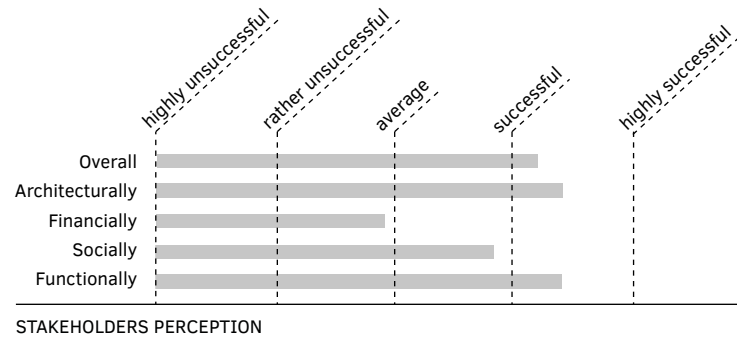 highly unsuccessful
rather unsuccessful
average
successful
highly successful
Overall
Architecturally
Financially
Socially
Functionally
STAKEHOLDERS PERCEPTION